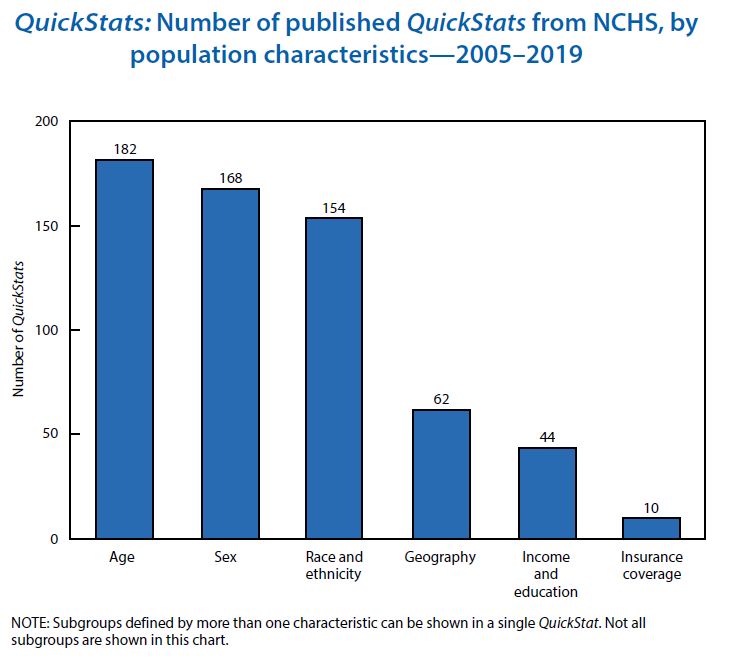 QuickStats: Number of published QuickStats from NCHS, by
population characteristics—2005–2019
200
150
100
50
0
Number of QuickStats
182
168
154
62
44
10
Age
Sex
Race and
ethnicity
Geography
Income
and
education
Insurance
coverage
NOTE: Subgroups defined by more than one characteristic can be shown in a single QuickStat. Not all
subgroups are shown in this chart.